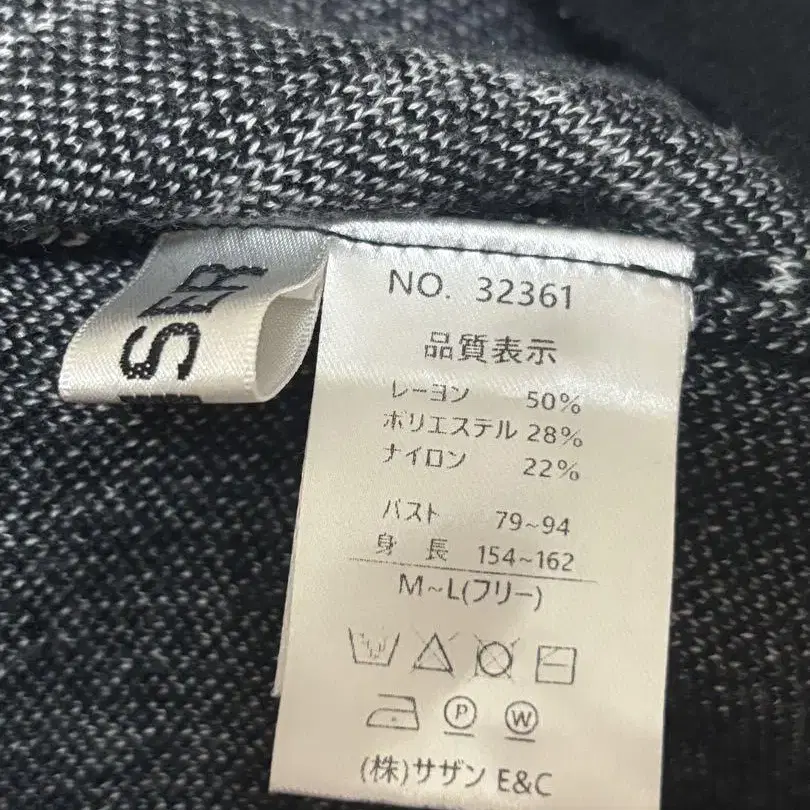 SER
NO. 32361
品質表示
レーヨン 50%
ポリエステル 28%
ナイロン 22%
バスト 79~94
身 長 154~162
M~L(フリー)
P W
(株)サザン E&C